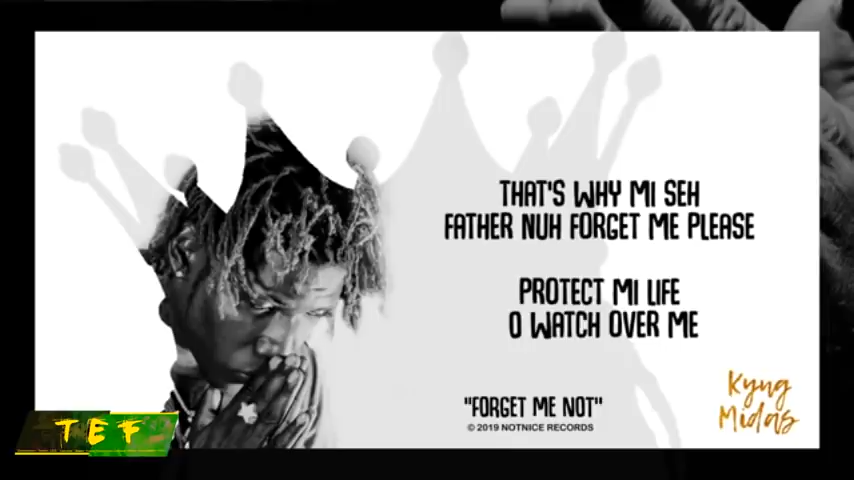 THAT'S WHY MI SEH
FATHER NUH FORGET ME PLEASE
PROTECT MI LIFE
O WATCH OVER ME
"FORGET ME NOT"
© 2019 NOTNICE RECORDS
Kyng
Midas
TEF